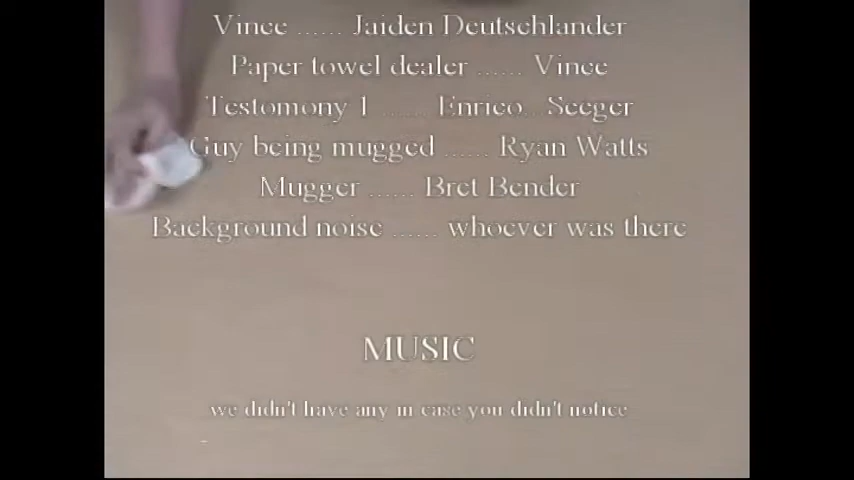 Vince ...... Jaiden Deutschlander
Paper towel dealer ...... Vince
Testomony 1 ...... Enrico Seeger
Guy being mugged ...... Ryan Watts
Mugger ...... Bret Bender
Background noise ...... whoever was there
MUSIC
we didn't have any in case you didn't notice